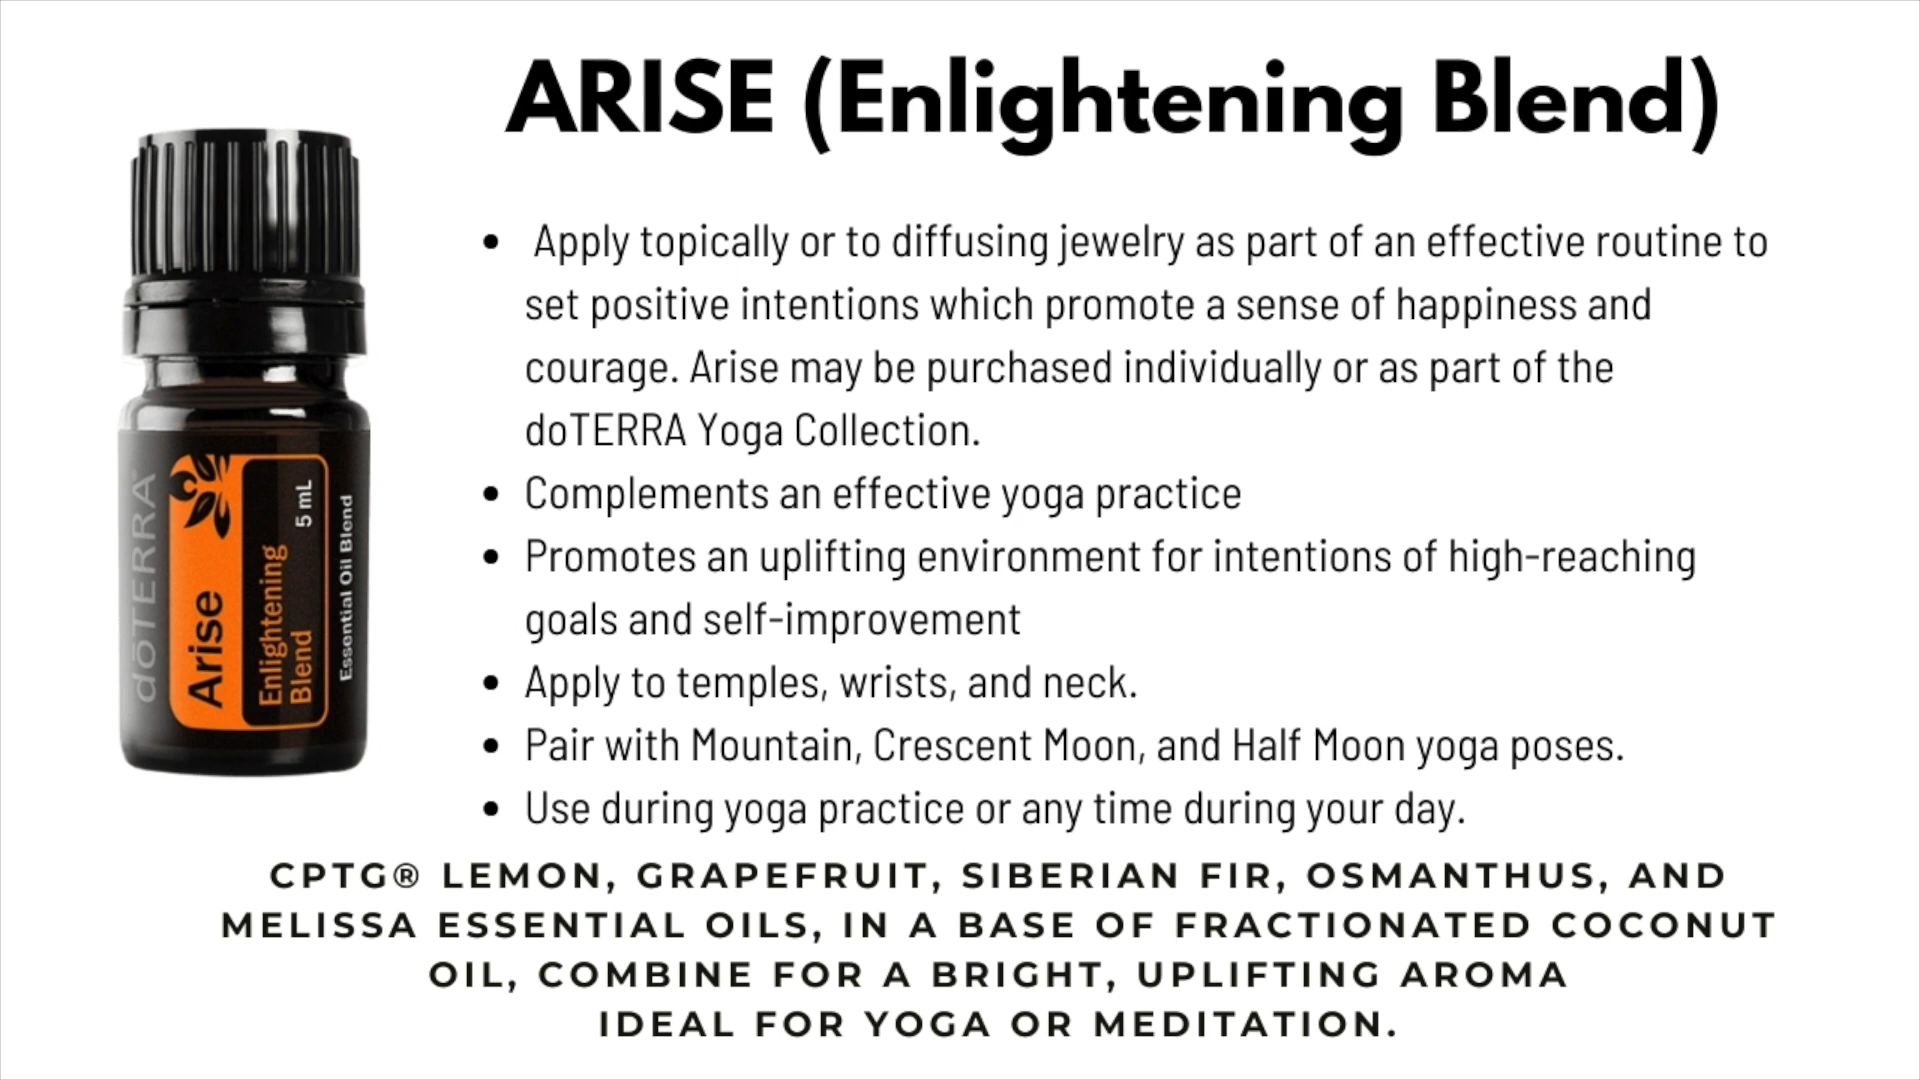 ARISE (Enlightening Blend)
• Apply topically or to diffusing jewelry as part of an effective routine to
set positive intentions which promote a sense of happiness and
courage. Arise may be purchased individually or as part of the
doTERRA Yoga Collection.
• Complements an effective yoga practice
• Promotes an uplifting environment for intentions of high-reaching
goals and self-improvement
• Apply to temples, wrists, and neck.
• Pair with Mountain, Crescent Moon, and Half Moon yoga poses.
• Use during yoga practice or any time during your day.
CPTG® LEMON, GRAPEFRUIT, SIBERIAN FIR, OSMANTHUS, AND
MELISSA ESSENTIAL OILS, IN A BASE OF FRACTIONATED COCONUT
OIL, COMBINE FOR A BRIGHT, UPLIFTING AROMA
IDEAL FOR YOGA OR MEDITATION.
dōTERRA
Arise
Enlightening
Blend
5 mL
Essential Oil Blend